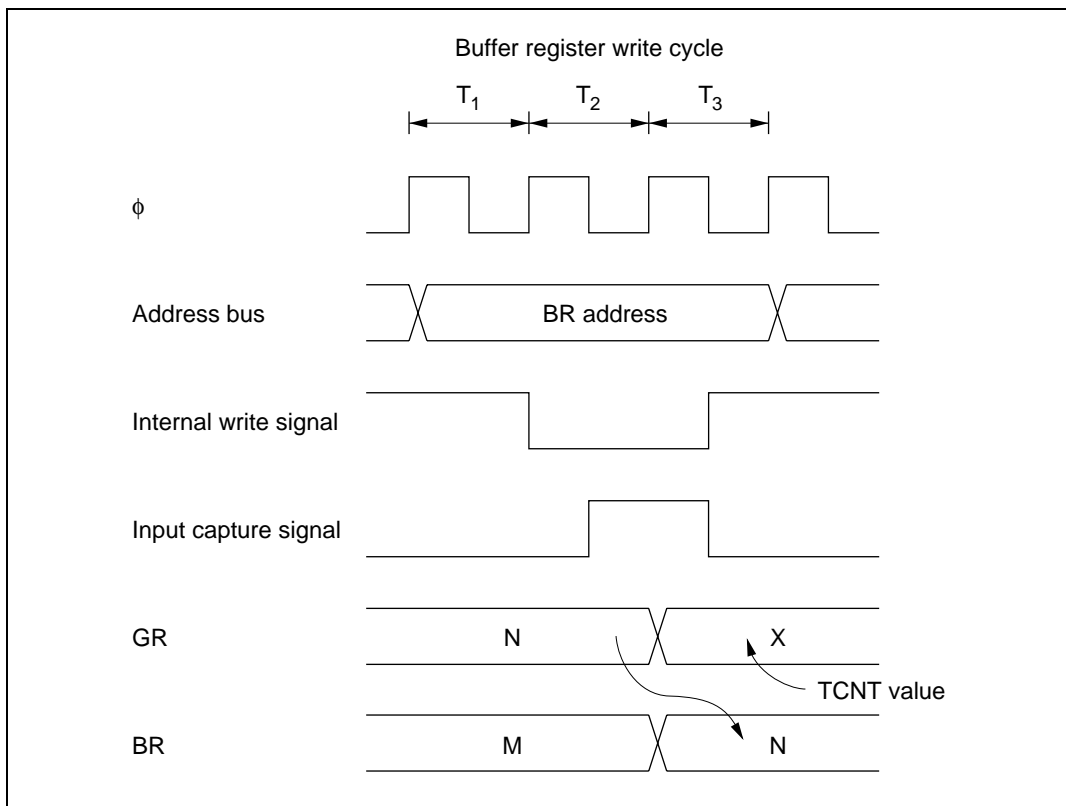 Buffer register write cycle
T1 T2 T3
φ
Address bus BR address
Internal write signal
Input capture signal
GR N X
TCNT value
BR M N